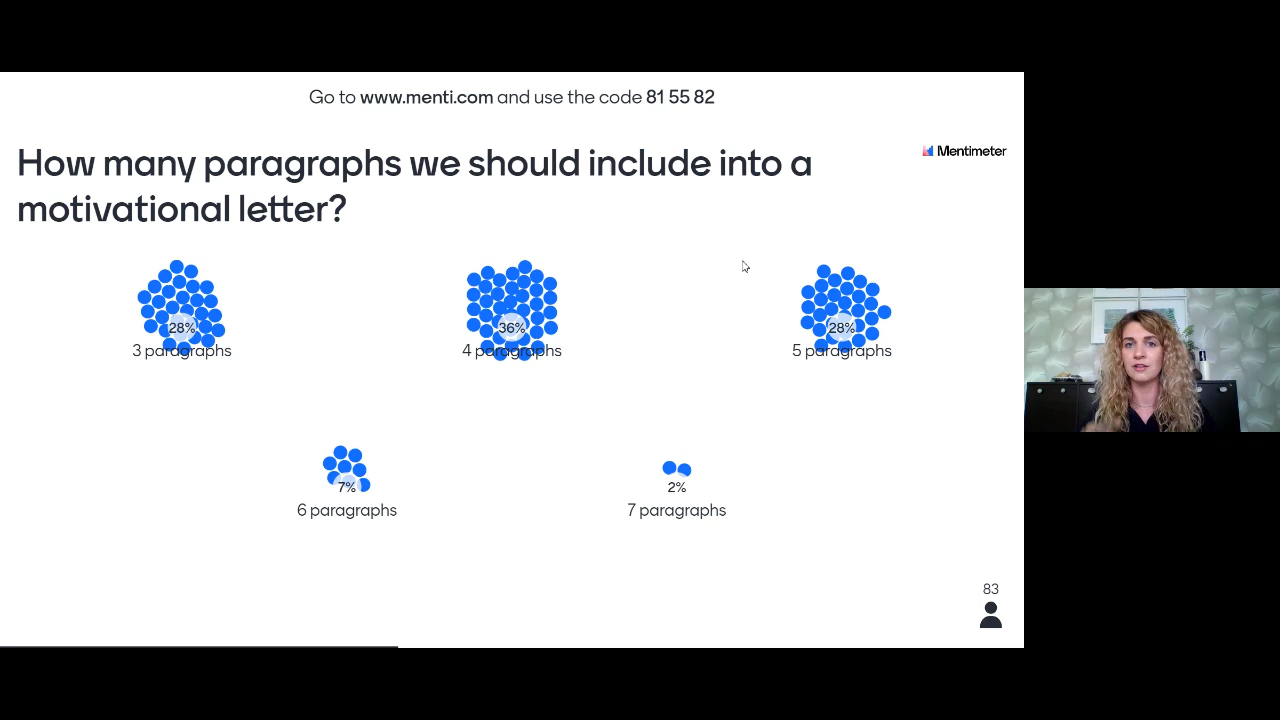 Go to www.menti.com and use the code 81 55 82
Mentimeter
How many paragraphs we should include into a
motivational letter?
28%
36%
28%
3 paragraphs
4 paragraphs
5 paragraphs
7%
2%
6 paragraphs
7 paragraphs
83